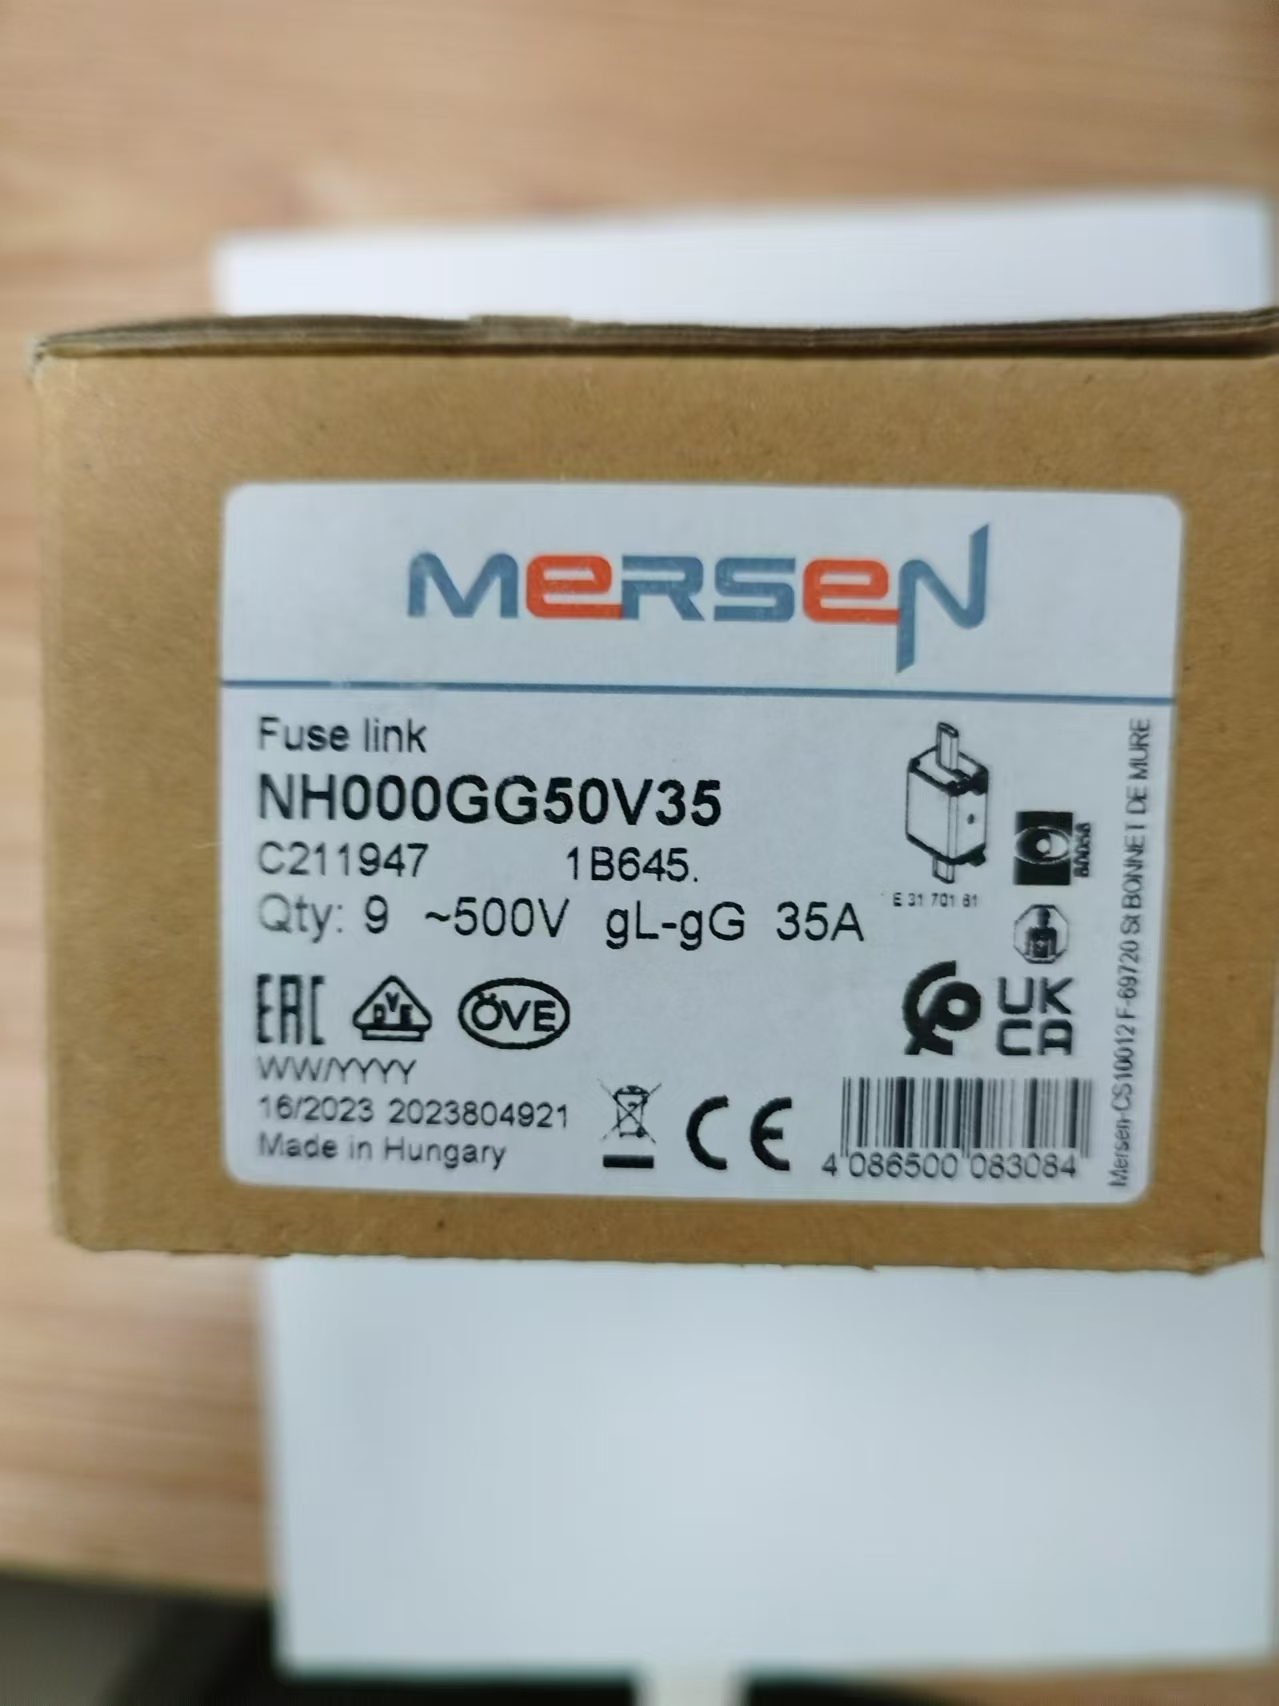 MERSEN
Fuse link
NH000GG50V35
C211947 1B645.
Qty: 9 ~500V gL-gG 35A
E 31 701 81
EAC DVE ÖVE
UK
CA
WW/YYYY
16/2023 2023804921
Made in Hungary
CE
4 086500 083084
Mersen-CS10012 F-69720 St BONNET DE MURE